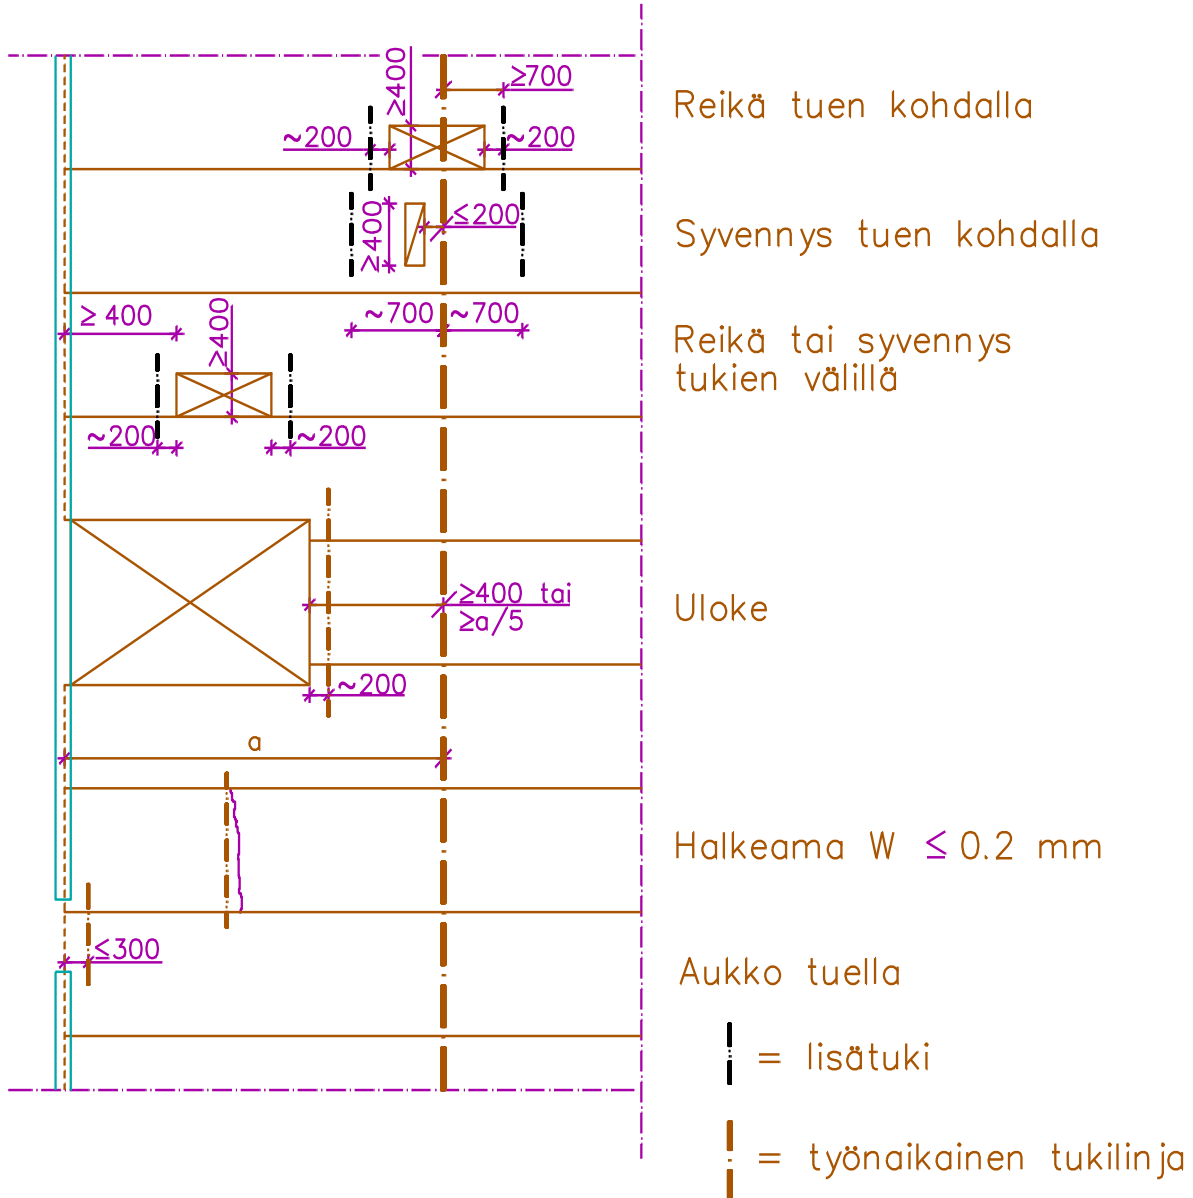 ≥400
≥700
Reikä tuen kohdalla
~200
~200
≥400
≤200
Syvennys tuen kohdalla
≥ 400
≥400
~700
~700
Reikä tai syvennys
tukien välillä
~200
~200
≥400 tai
≥a/5
Uloke
~200
a
Halkeama W ≤ 0.2 mm
≤300
Aukko tuella
= lisätuki
= työnaikainen tukilinja